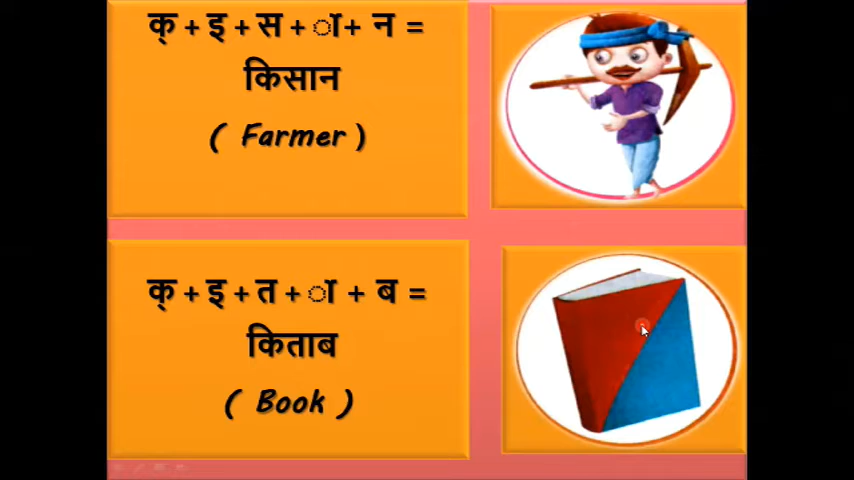 क् + इ + स + ा + न =
किसान
( Farmer )
क् + इ + त + ा + ब =
किताब
( Book )